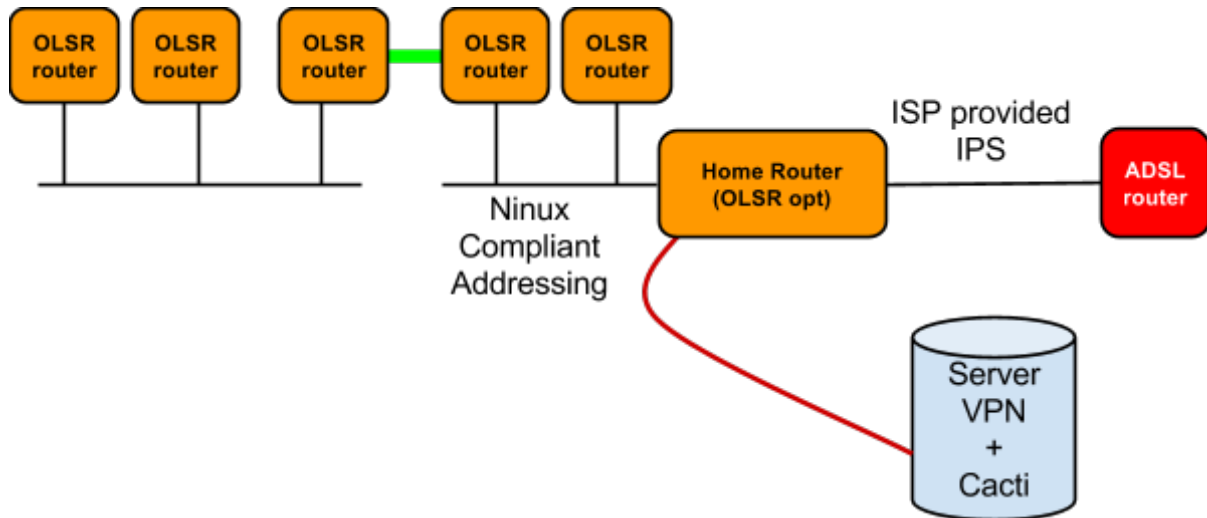 OLSR
router
OLSR
router
OLSR
router
OLSR
router
OLSR
router
ISP provided
IPS
Home Router
(OLSR opt)
ADSL
router
Ninux
Compliant
Addressing
Server
VPN
+
Cacti